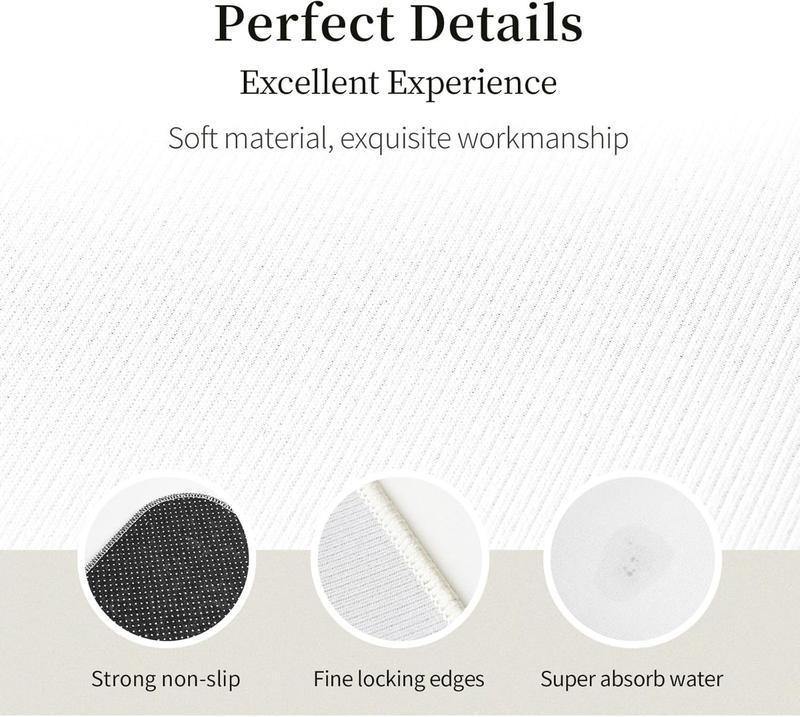 Perfect Details
Excellent Experience
Soft material, exquisite workmanship
Strong non-slip
Fine locking edges
Super absorb water